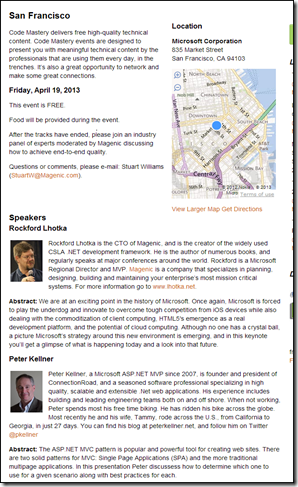 San Francisco
Code Mastery delivers free high-quality technical
content. Code Mastery events are designed to
present you with meaningful technical content by the
professionals that are using them every day, in the
trenches. It's also a great opportunity to network and
make some great connections.
Friday, April 19, 2013
This event is FREE.
Food will be provided during the event.
After the tracks have ended, please join an industry
panel of experts moderated by Magenic discussing
how to achieve end-to-end quality.
Questions or comments, please e-mail: Stuart Williams
(StuartW@Magenic.com).
Location
Microsoft Corporation
835 Market Street
San Francisco, CA 94103
NORTH BEACH
DOWNTOWN
San Francisco
Central
Terms of use
View Larger Map Get Directions
Speakers
Rockford Lhotka
Rockford Lhotka is the CTO of Magenic, and is the creator of the widely used
CSLA .NET development framework. He is the author of numerous books, and
regularly speaks at major conferences around the world. Rockford is a Microsoft
Regional Director and MVP. Magenic is a company that specializes in planning,
designing, building and maintaining your enterprise's most mission critical
systems. For more information go to www.lhotka.net.
Abstract: We are at an exciting point in the history of Microsoft. Once again, Microsoft is forced
to play the underdog and innovate to overcome tough competition from iOS devices while also
dealing with the commoditization of client computing, HTML5's emergence as a real
development platform, and the potential of cloud computing. Although no one has a crystal ball,
a picture Microsoft's strategy around this new environment is emerging, and in this keynote
you'll get a glimpse of what is happening today and a look into that future.
Peter Kellner
Peter Kellner, a Microsoft ASP.NET MVP since 2007, is founder and president of
ConnectionRoad, and a seasoned software professional specializing in high
quality, scalable and extensible .Net web applications. His experience includes
building and leading engineering teams both on and off shore. When not working,
Peter spends most his free time biking. He has ridden his bike across the globe.
Most recently he and his wife, Tammy, rode across the U.S., from California to
Georgia, in just 27 days. You can find his blog at peterkellner.net, and follow him on Twitter
@pkellner
Abstract: The ASP.NET MVC pattern is popular and powerful tool for creating web sites. There
are two solid patterns for MVC: Single Page Applications (SPA) and the more traditional
multipage applications. In this presentation Peter discusses how to determine which one to
use for a given scenario along with best practices for each.